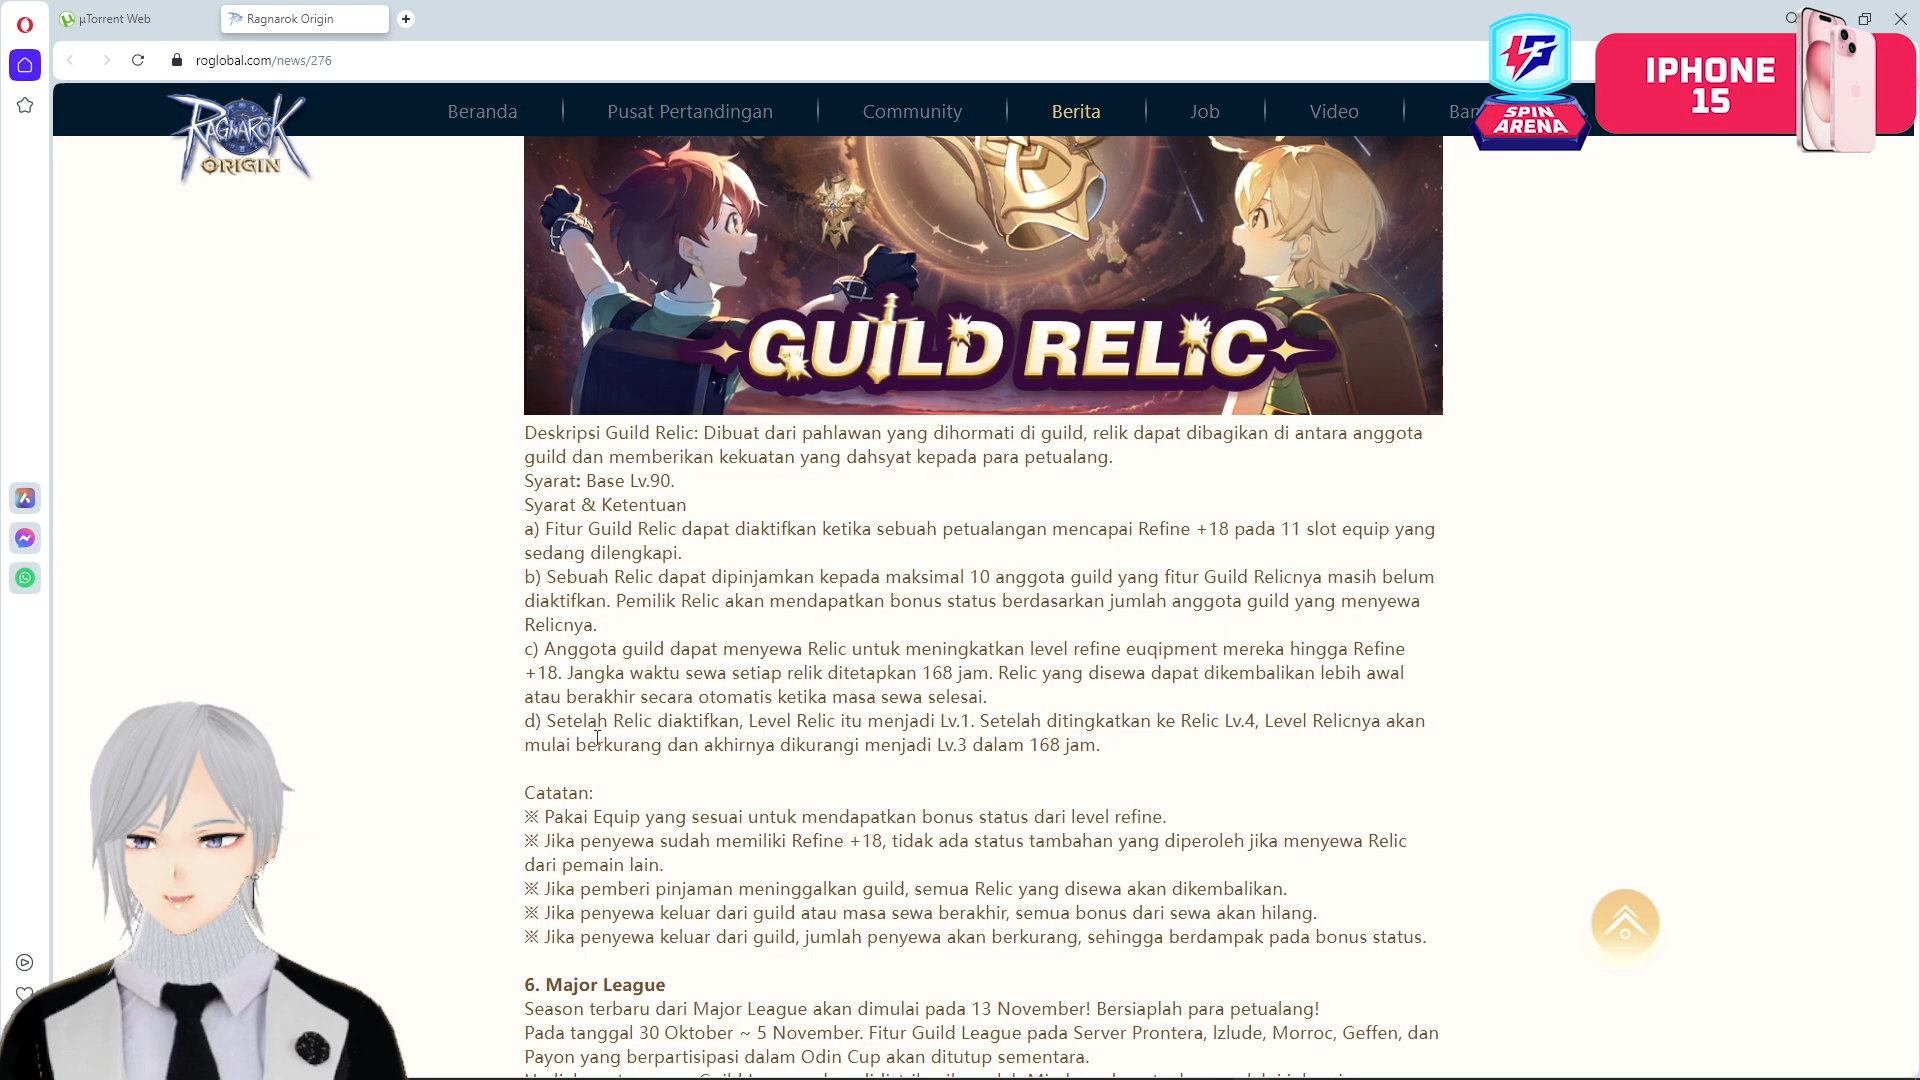 µTorrent Web
Ragnarok Origin
roglobal.com/news/276
IPHONE
15
SPIN
ARENA
RAGNAROK
ORIGIN
Beranda
Pusat Pertandingan
Community
Berita
Job
Video
GUILD RELIC
Deskripsi Guild Relic: Dibuat dari pahlawan yang dihormati di guild, relik dapat dibagikan di antara anggota
guild dan memberikan kekuatan yang dahsyat kepada para petualang.
Syarat: Base Lv.90.
Syarat & Ketentuan
a) Fitur Guild Relic dapat diaktifkan ketika sebuah petualangan mencapai Refine +18 pada 11 slot equip yang
sedang dilengkapi.
b) Sebuah Relic dapat dipinjamkan kepada maksimal 10 anggota guild yang fitur Guild Relicnya masih belum
diaktifkan. Pemilik Relic akan mendapatkan bonus status berdasarkan jumlah anggota guild yang menyewa
Relicnya.
c) Anggota guild dapat menyewa Relic untuk meningkatkan level refine euqipment mereka hingga Refine
+18. Jangka waktu sewa setiap relik ditetapkan 168 jam. Relic yang disewa dapat dikembalikan lebih awal
atau berakhir secara otomatis ketika masa sewa selesai.
d) Setelah Relic diaktifkan, Level Relic itu menjadi Lv.1. Setelah ditingkatkan ke Relic Lv.4, Level Relicnya akan
mulai berkurang dan akhirnya dikurangi menjadi Lv.3 dalam 168 jam.
Catatan:
※ Pakai Equip yang sesuai untuk mendapatkan bonus status dari level refine.
※ Jika penyewa sudah memiliki Refine +18, tidak ada status tambahan yang diperoleh jika menyewa Relic
dari pemain lain.
※ Jika pemberi pinjaman meninggalkan guild, semua Relic yang disewa akan dikembalikan.
※ Jika penyewa keluar dari guild atau masa sewa berakhir, semua bonus dari sewa akan hilang.
※ Jika penyewa keluar dari guild, jumlah penyewa akan berkurang, sehingga berdampak pada bonus status.
6. Major League
Season terbaru dari Major League akan dimulai pada 13 November! Bersiaplah para petualang!
Pada tanggal 30 Oktober ~ 5 November. Fitur Guild League pada Server Prontera, lzlude, Morroc, Geffen, dan
Payon yang berpartisipasi dalam Odin Cup akan ditutup sementara.